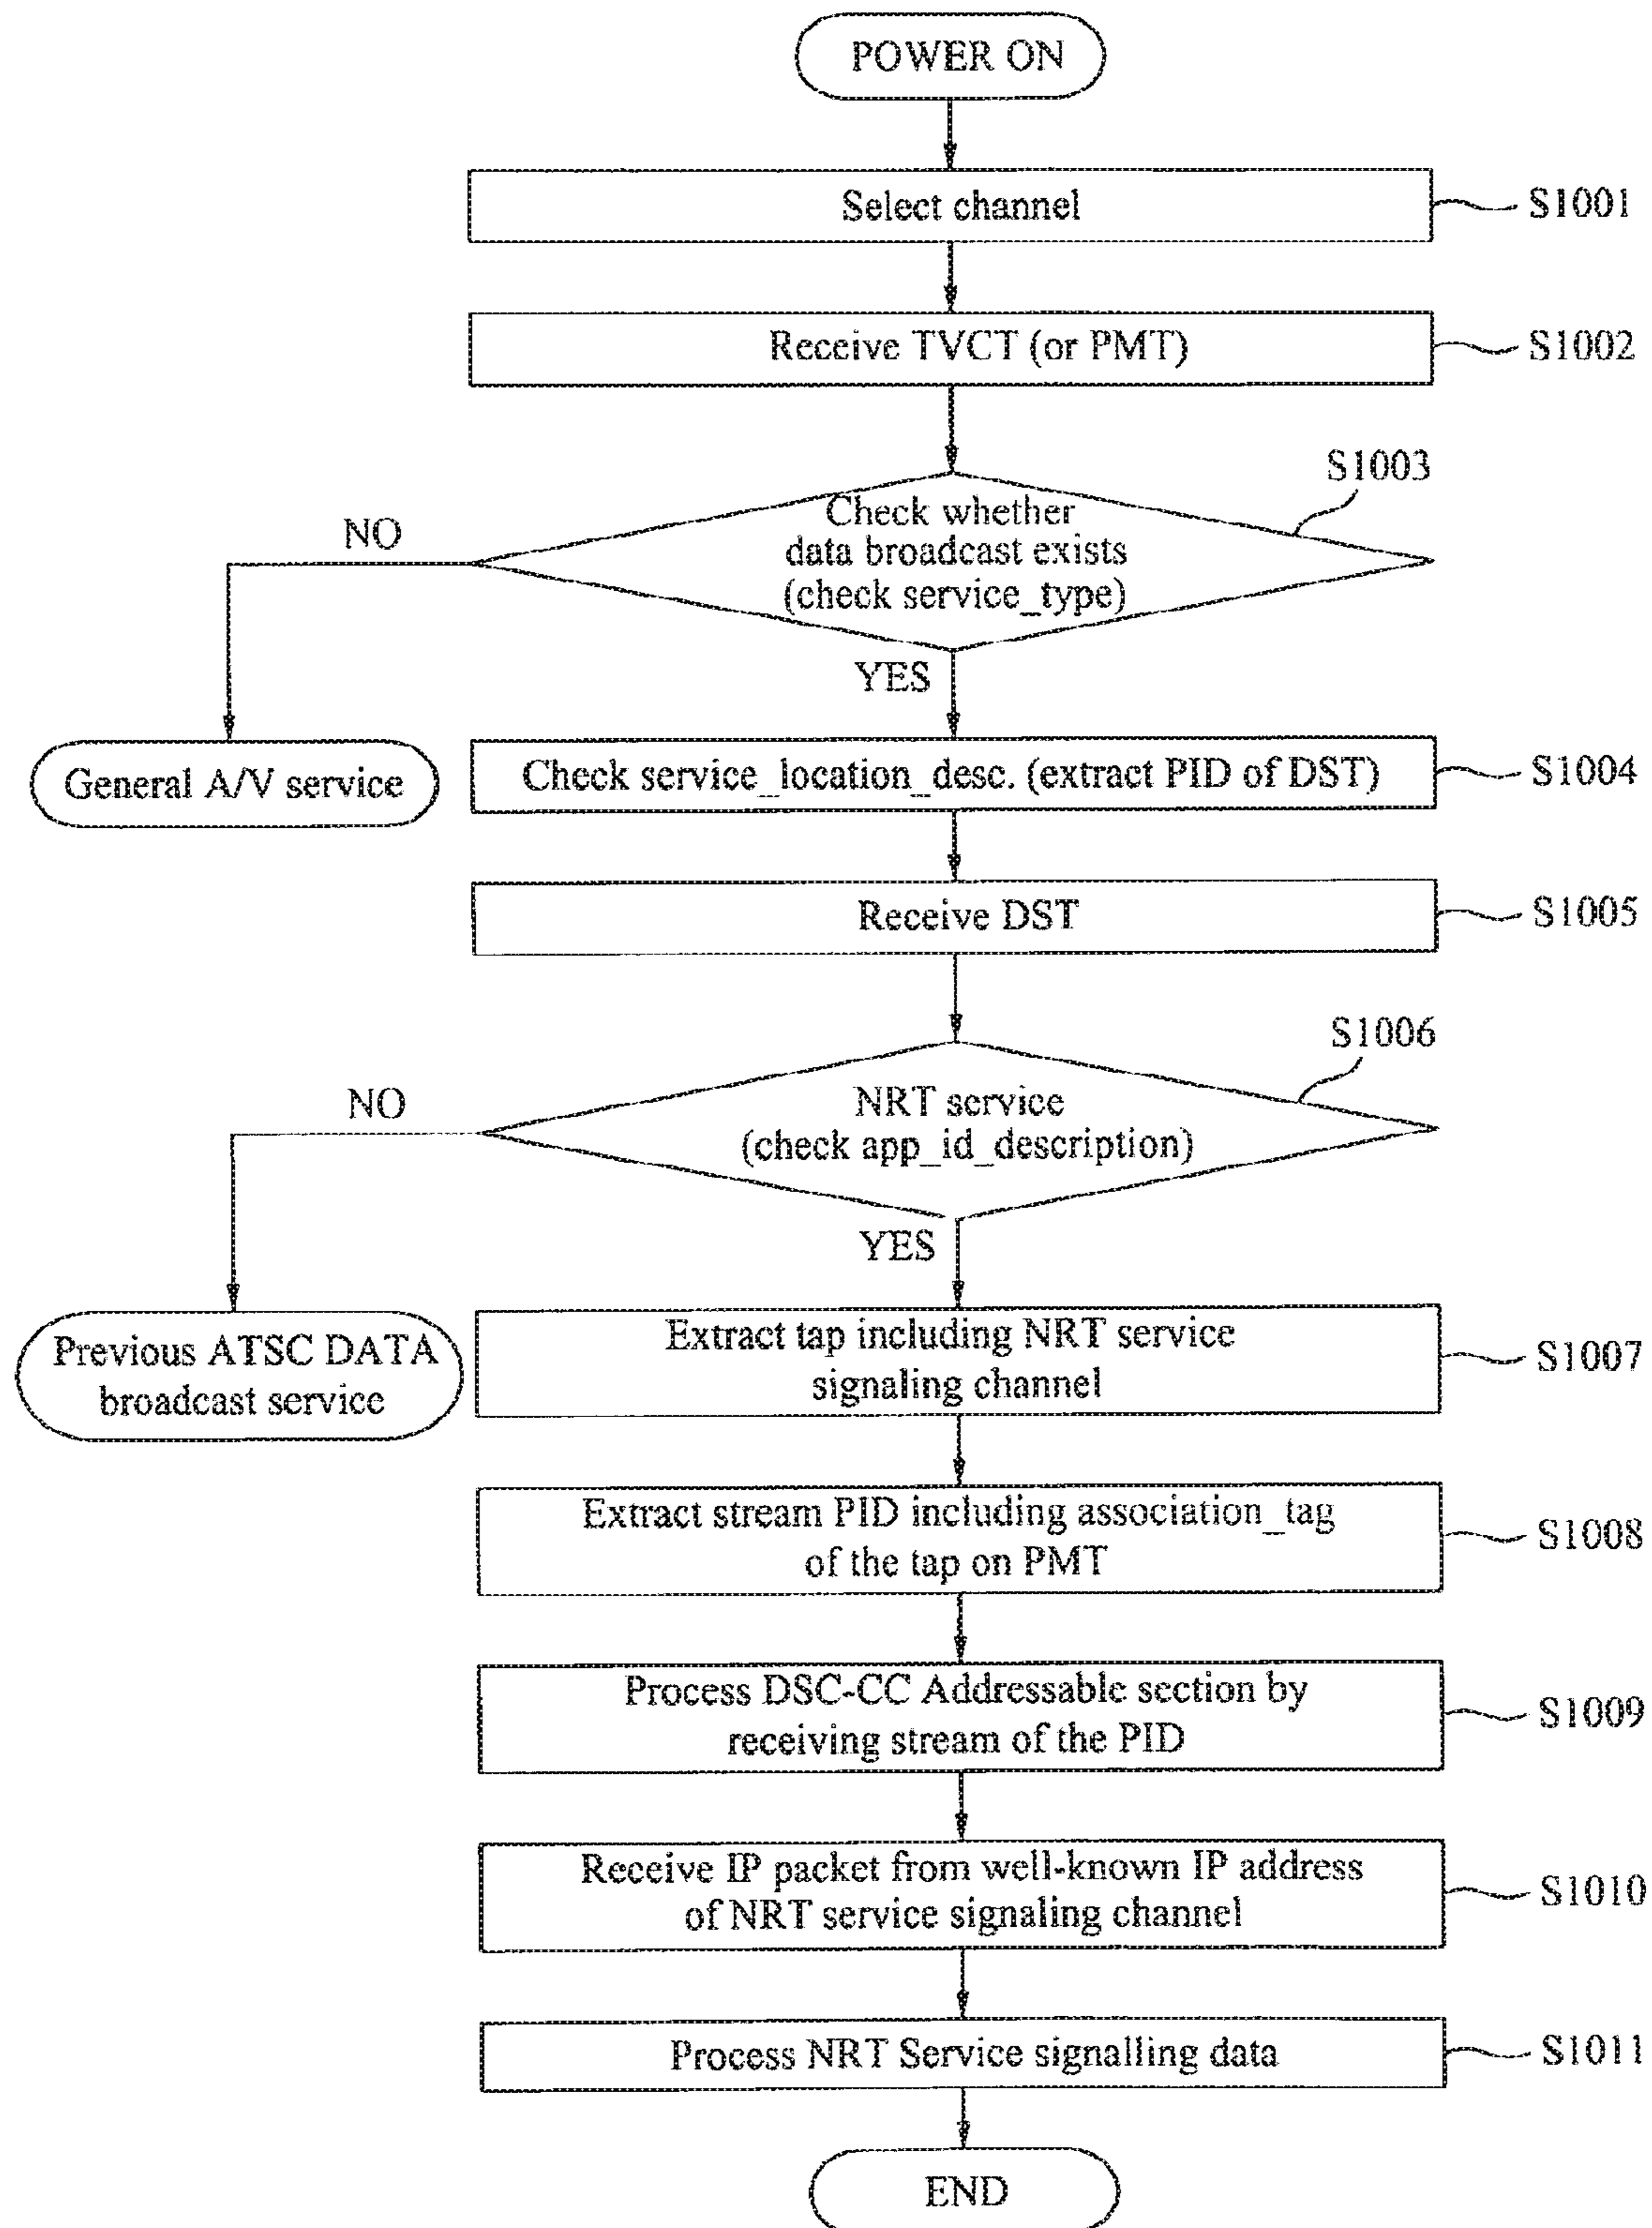 POWER ON
Select channel
S1001
Receive TVCT (or PMT)
S1002
S1003
Check whether
data broadcast exists
(check service_type)
NO
YES
General A/V service
Check service_location_desc. (extract PID of DST)
S1004
Receive DST
S1005
S1006
NRT service
(check app_id_description)
NO
YES
Previous ATSC DATA
broadcast service
Extract tap including NRT service
signaling channel
S1007
Extract stream PID including association_tag
of the tap on PMT
S1008
Process DSC-CC Addressable section by
receiving stream of the PID
S1009
Receive IP packet from well-known IP address
of NRT service signaling channel
S1010
Process NRT Service signalling data
S1011
END